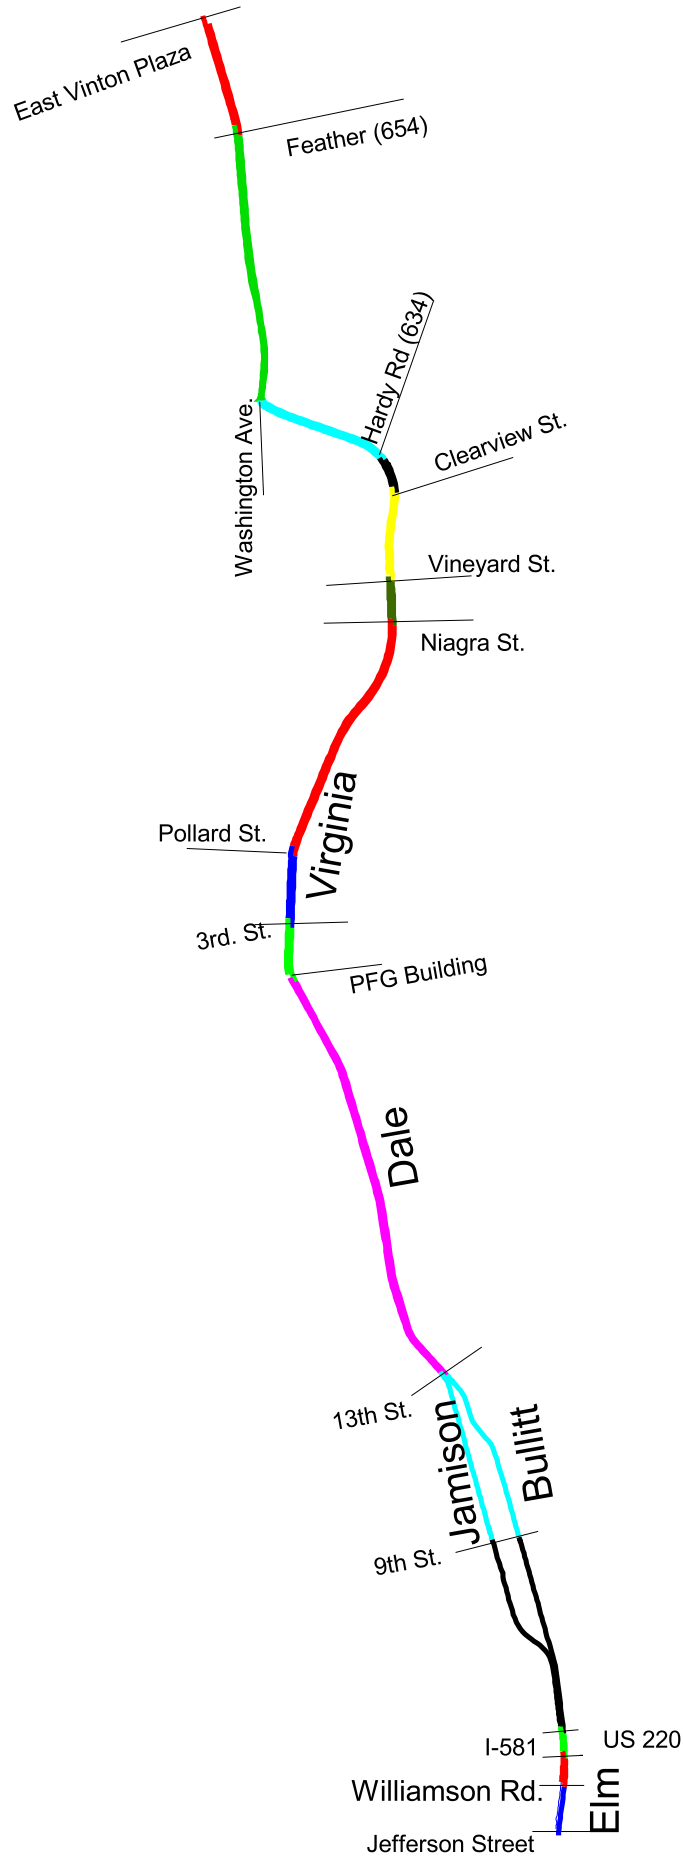 East Vinton Plaza
Feather (654)
Hardy Rd (634)
Washington Ave.
Clearview St.
Vineyard St.
Niagra St.
Virginia
Pollard St.
3rd. St.
PFG Building
Dale
13th St.
Jamison
Bullitt
9th St.
I-581
US 220
Williamson Rd.
Elm
Jefferson Street